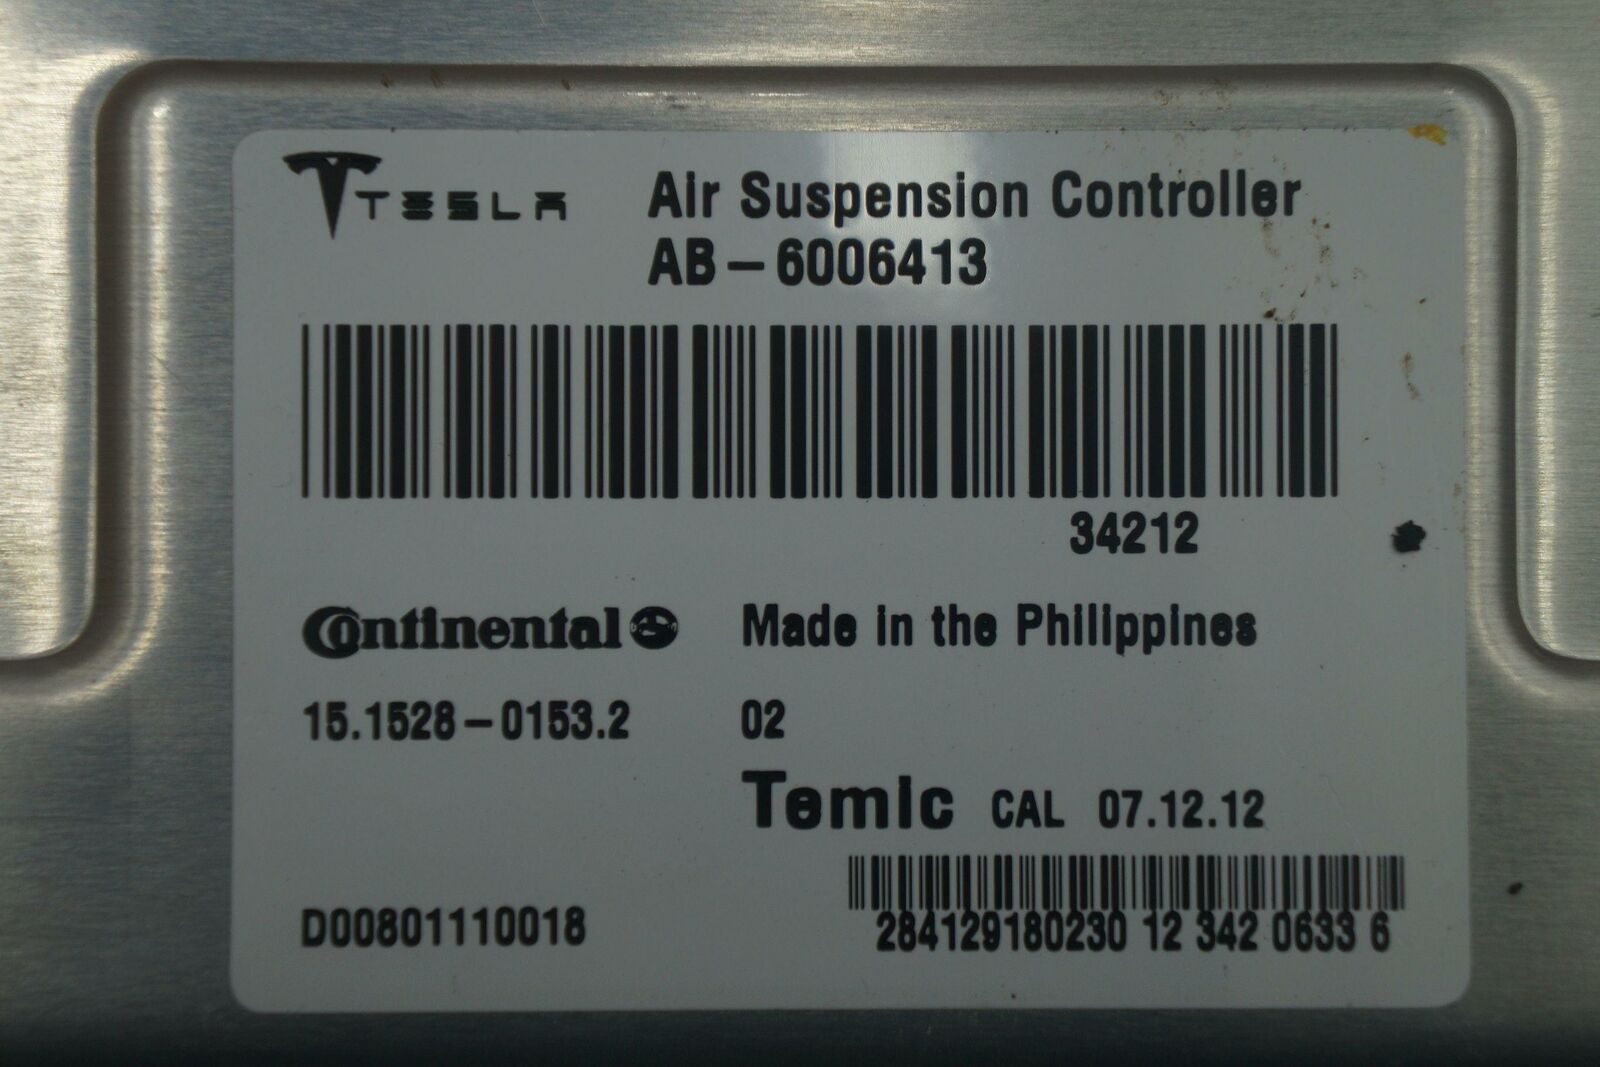 TESLA Air Suspension Controller
AB-6006413
34212
Continental Made in the Philippines
15.1528-0153.2 02
Temic CAL 07.12.12
D00801110018 284129180230 12 342 0633 6